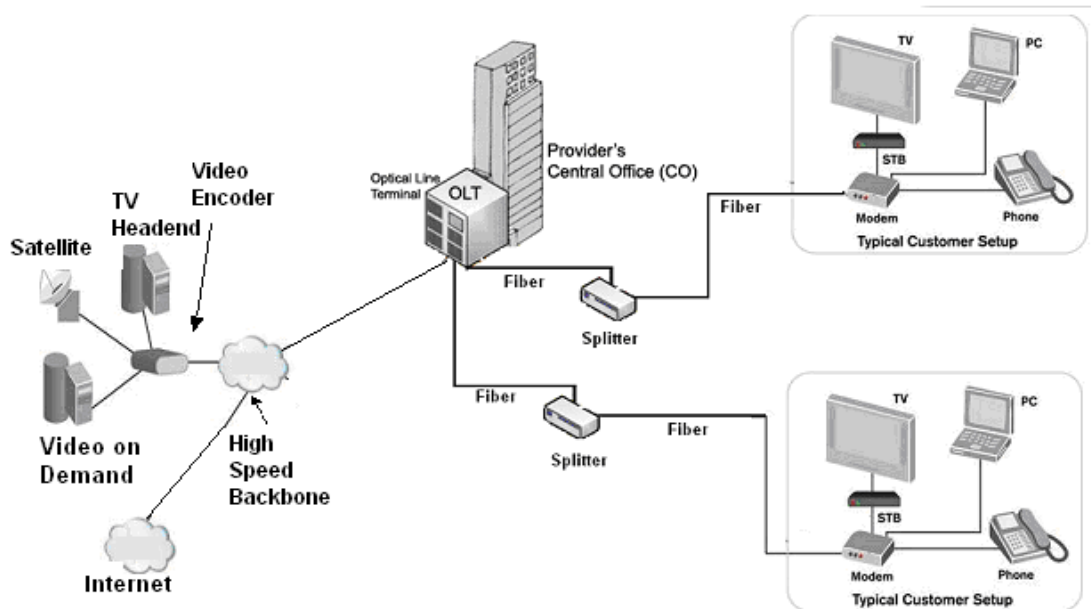 Satellite
TV
Headend
Video
Encoder
Video on
Demand
High
Speed
Backbone
Internet
Optical Line
Terminal
OLT
Provider's
Central Office (CO)
Fiber
Splitter
Fiber
Fiber
Splitter
Fiber
TV
PC
STB
Modem
Phone
Typical Customer Setup
TV
PC
STB
Modem
Phone
Typical Customer Setup